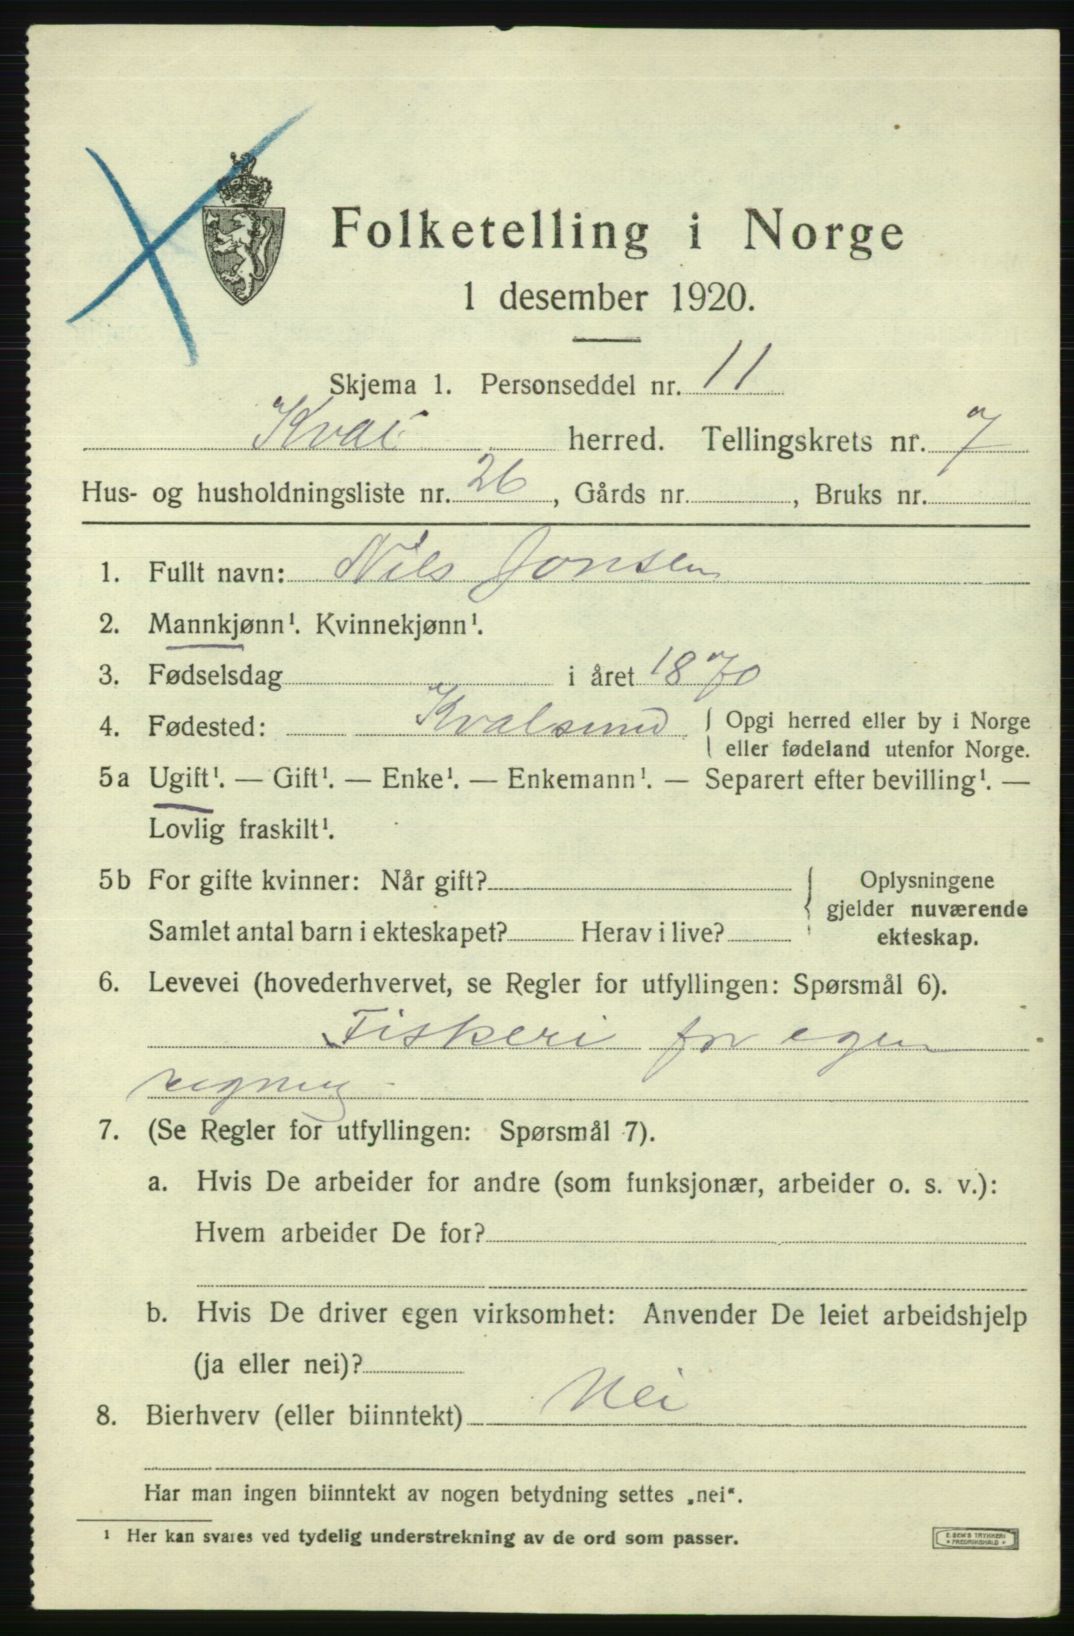 Folketelling i Norge
1 desember 1920.
Skjema 1. Personseddel nr. 11
herred. Tellingskrets nr. 7
Hus- og husholdningsliste nr. 26, Gårds nr. , Bruks nr.
1. Fullt navn: Nils Jonsen
2. Mannkjønn¹. Kvinnekjønn¹.
3. Fødselsdag i året 1870
4. Fødested: Kvalsund { Opgi herred eller by i Norge
eller fødeland utenfor Norge.
5a Ugift¹. — Gift¹. — Enke¹. — Enkemann¹. — Separert efter bevilling¹. —
Lovlig fraskilt¹.
5b For gifte kvinner: Når gift?
Samlet antal barn i ekteskapet? Herav i live?
Oplysningene
gjelder nuværende
ekteskap.
6. Levevei (hovederhvervet, se Regler for utfyllingen: Spørsmål 6).
Fiskeri for egen
regning
7. (Se Regler for utfyllingen: Spørsmål 7).
a. Hvis De arbeider for andre (som funksjonær, arbeider o. s. v.):
Hvem arbeider De for?
b. Hvis De driver egen virksomhet: Anvender De leiet arbeidshjelp
(ja eller nei)?
8. Bierhverv (eller biinntekt) Nei
Har man ingen biinntekt av nogen betydning settes „nei“.
¹ Her kan svares ved tydelig understrekning av de ord som passer.
E. SEM'S TRYKKERI
• FREDRIKSHALD •